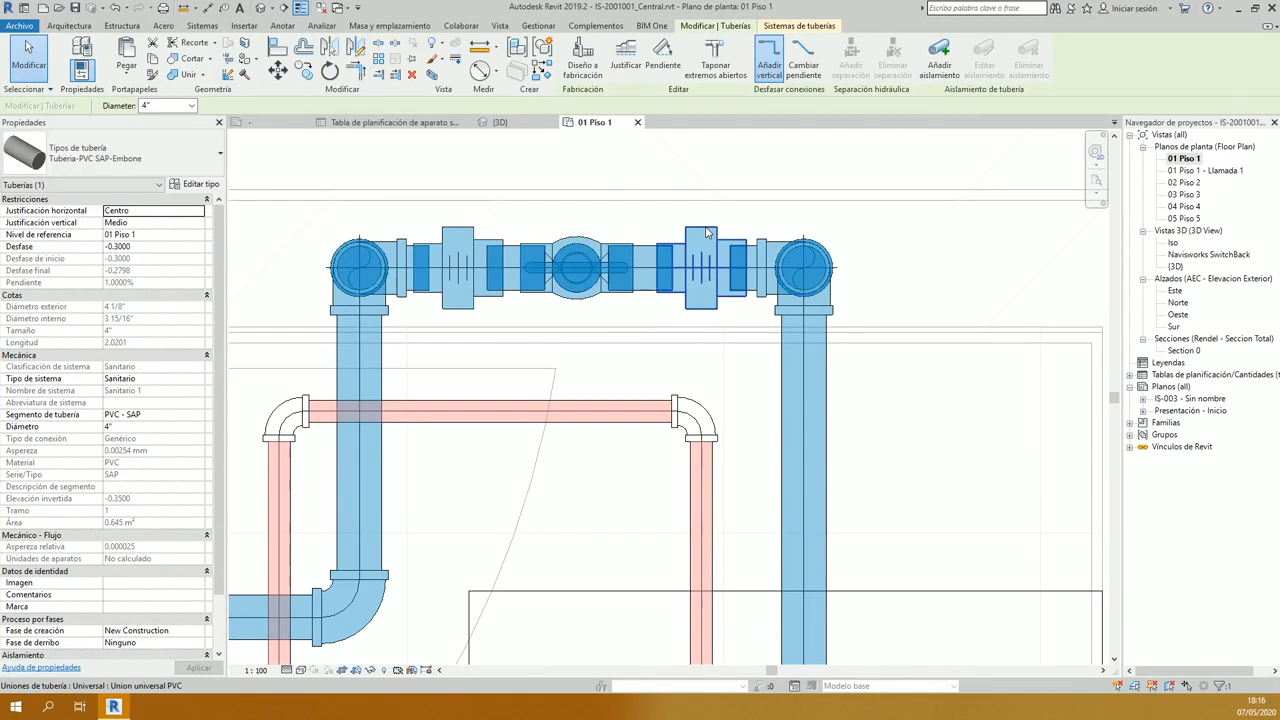 Autodesk Revit 2019.2 - IS-2001001_Central.rvt - Plano de planta: 01 Piso 1
Escriba palabra clave o frase
Iniciar sesión
Archivo Arquitectura Estructura Acero Sistemas Insertar Anotar Analizar Masa y emplazamiento Colaborar Vista Gestionar Complementos BIM One Modificar | Tuberías Sistemas de tuberías
Modificar
Propiedades
Pegar
Recorte
Cortar
Unir
Medir
Crear
Diseño a fabricación
Justificar
Pendiente
Taponar extremos abiertos
Añadir vertical
Cambiar pendiente
Añadir separación
Eliminar separación
Añadir aislamiento
Editar aislamiento
Eliminar aislamiento
Seleccionar Propiedades Portapapeles Geometría Modificar Vista Medir Crear Fabricación Editar Desfasar conexiones Separación hidráulica Aislamiento de tubería
Modificar | Tuberías Diameter: 4"
Propiedades
Tabla de planificación de aparato s...
{3D}
01 Piso 1
Navegador de proyectos - IS-2001001...
Tipos de tubería
Tuberia-PVC SAP-Embone
Tuberías (1) Editar tipo
Restricciones
Justificación horizontal Centro
Justificación vertical Medio
Nivel de referencia 01 Piso 1
Desfase -0.3000
Desfase de inicio -0.3000
Desfase final -0.2798
Pendiente 1.0000%
Cotas
Diámetro exterior 4 1/8"
Diámetro interno 3 15/16"
Tamaño 4"
Longitud 2.0201
Mecánica
Clasificación de sistema Sanitario
Tipo de sistema Sanitario
Nombre de sistema Sanitario 1
Abreviatura de sistema
Segmento de tubería PVC - SAP
Diámetro 4"
Tipo de conexión Genérico
Aspereza 0.00254 mm
Material PVC
Serie/Tipo SAP
Descripción de segmento
Elevación invertida -0.3500
Tramo 1
Área 0.645 m²
Mecánico - Flujo
Aspereza relativa 0.000025
Unidades de aparatos No calculado
Datos de identidad
Imagen
Comentarios
Marca
Proceso por fases
Fase de creación New Construction
Fase de derribo Ninguno
Aislamiento
Ayuda de propiedades Aplicar
Vistas (all)
Planos de planta (Floor Plan)
01 Piso 1
01 Piso 1 - Llamada 1
02 Piso 2
03 Piso 3
04 Piso 4
05 Piso 5
Vistas 3D (3D View)
Iso
Navisworks SwitchBack
{3D}
Alzados (AEC - Elevacion Exterior)
Este
Norte
Oeste
Sur
Secciones (Rendel - Seccion Total)
Section 0
Leyendas
Tablas de planificación/Cantidades (t
Planos (all)
IS-003 - Sin nombre
Presentación - Inicio
Familias
Grupos
Vínculos de Revit
1 : 100
Uniones de tubería : Universal : Union universal PVC
:0
Modelo base
:1
18:16
07/05/2020